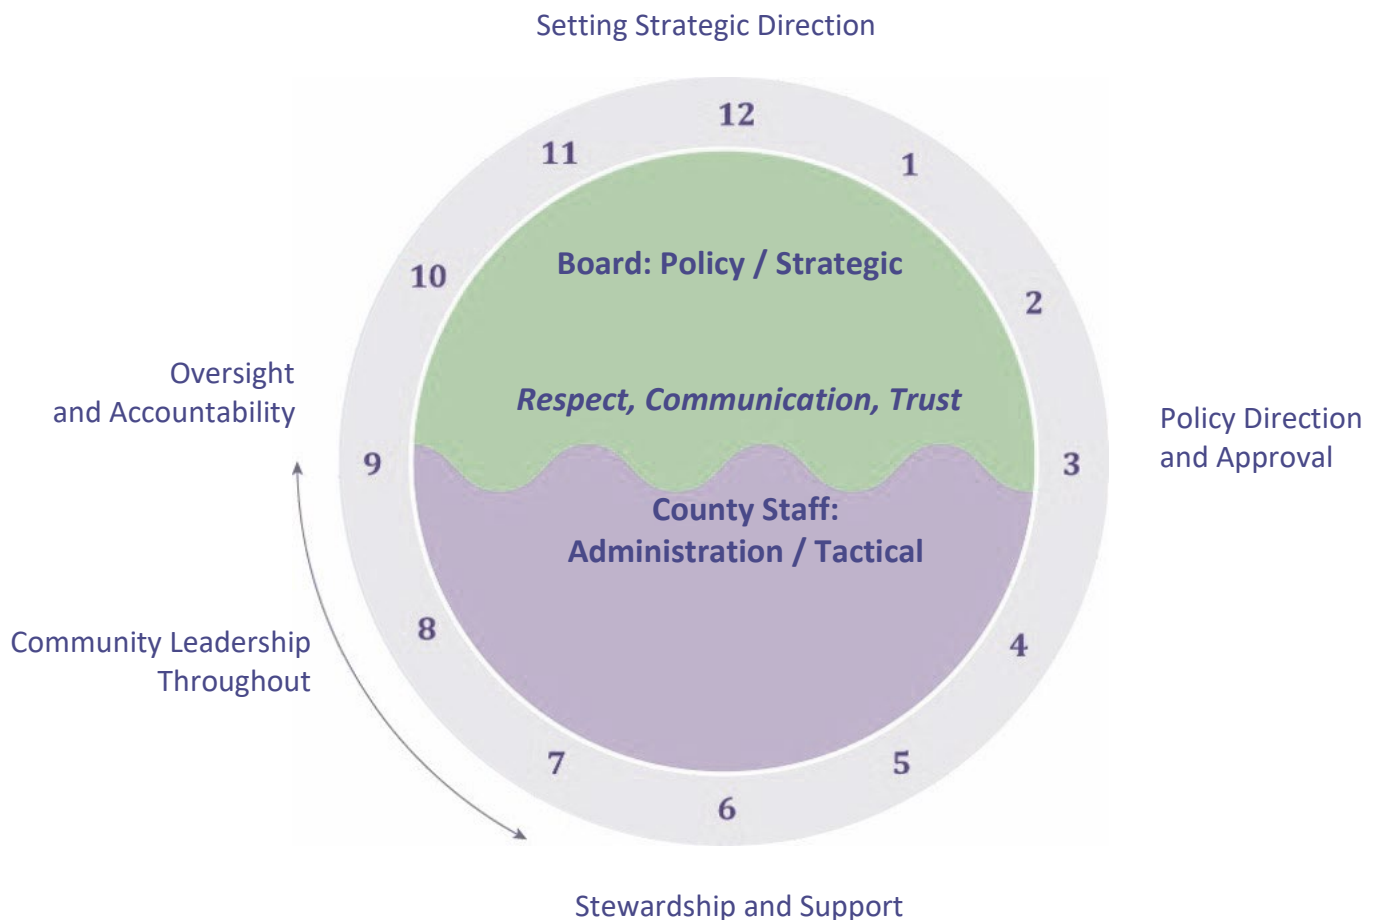 Setting Strategic Direction
12
11
1
10
2
Board: Policy / Strategic
Oversight
and Accountability
Respect, Communication, Trust
Policy Direction
and Approval
9
3
County Staff:
Administration / Tactical
8
4
Community Leadership
Throughout
7
5
6
Stewardship and Support